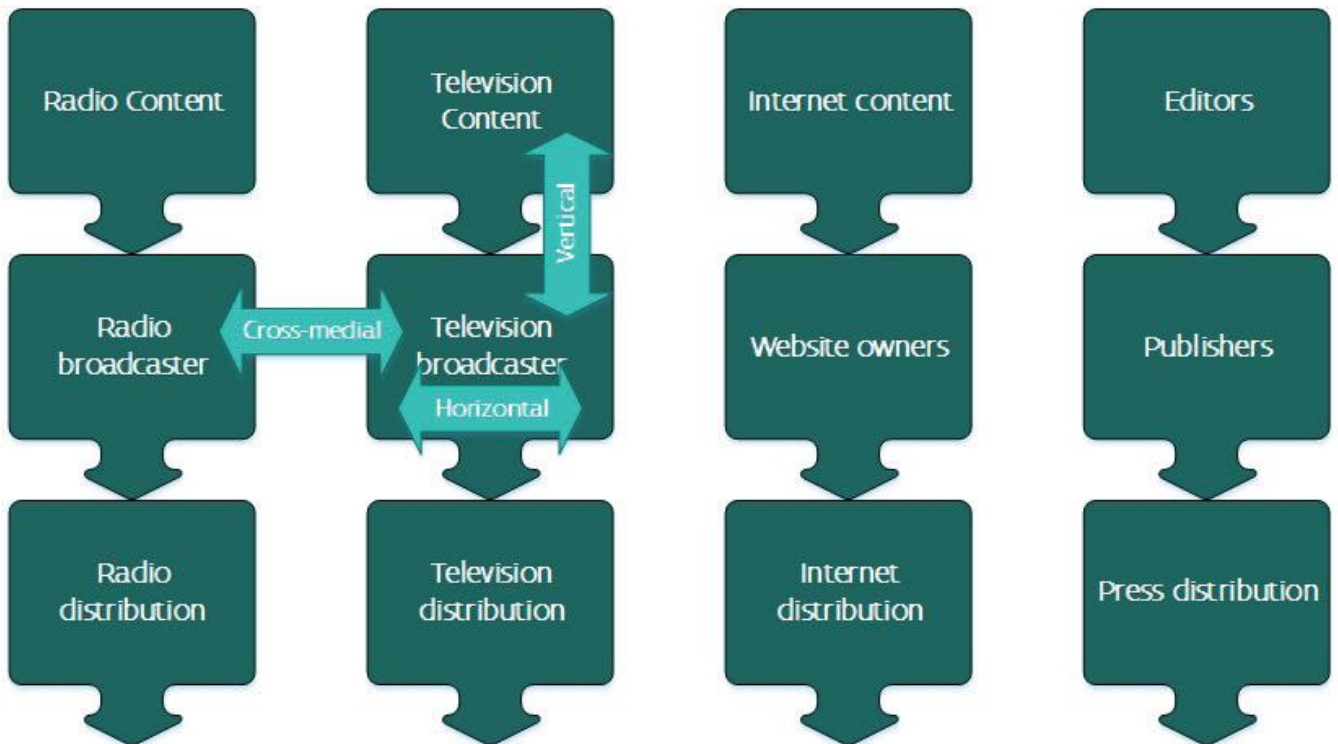 Radio Content
Television
Content
Internet content
Editors
Vertical
Radio
broadcaster
Cross-medial
Television
broadcaster
Horizontal
Website owners
Publishers
Radio
distribution
Television
distribution
Internet
distribution
Press distribution